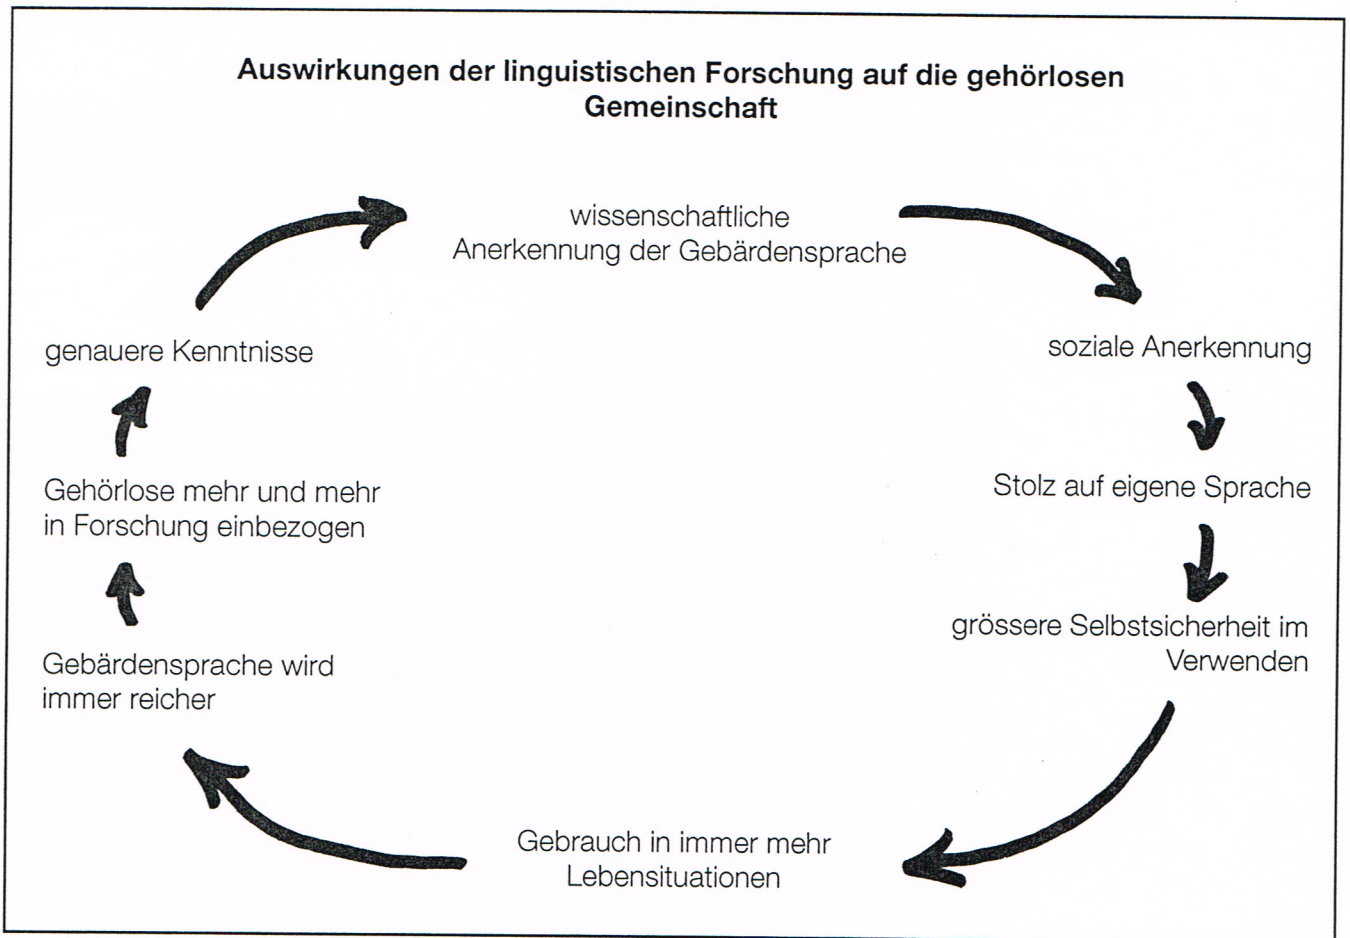 Auswirkungen der linguistischen Forschung auf die gehörlosen
Gemeinschaft
wissenschaftliche
Anerkennung der Gebärdensprache
soziale Anerkennung
Stolz auf eigene Sprache
grössere Selbstsicherheit im
Verwenden
Gebrauch in immer mehr
Lebensituationen
Gebärdensprache wird
immer reicher
Gehörlose mehr und mehr
in Forschung einbezogen
genauere Kenntnisse